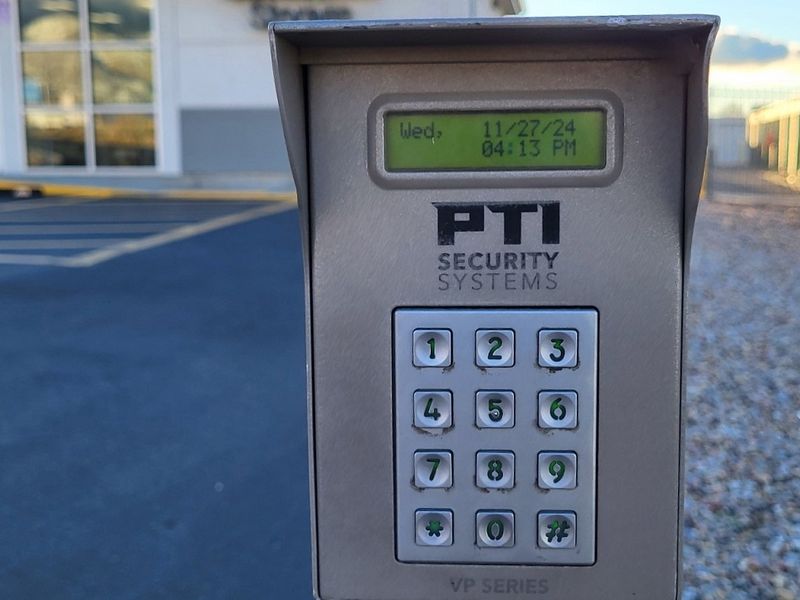 Wed, 11/27/24
04:13 PM
PTI
SECURITY
SYSTEMS
1 2 3
4 5 6
7 8 9
* 0 #
VP SERIES